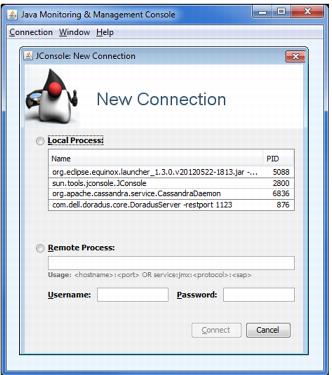 Java Monitoring & Management Console
Connection Window Help
JConsole: New Connection
New Connection
Local Process:
Name PID
org.eclipse.equinox.launcher_1.3.0.v20120522-1813.jar -... 5088
sun.tools.jconsole.JConsole 2800
org.apache.cassandra.service.CassandraDaemon 6836
com.dell.doradus.core.DoradusServer -restport 1123 876
Remote Process:
Usage: <hostname>:<port> OR service:jmx:<protocol>:<sap>
Username: Password:
Connect Cancel